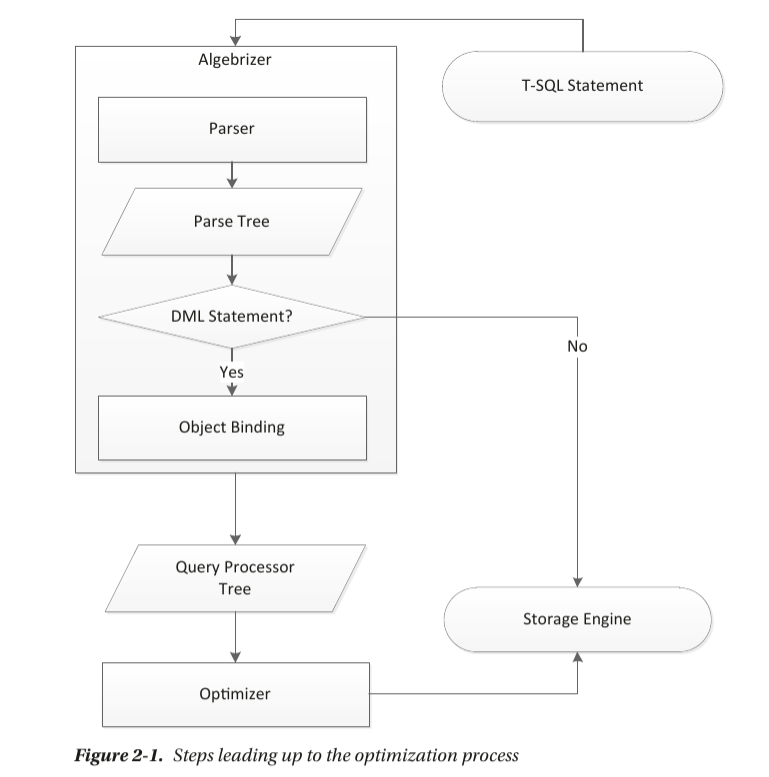 Algebrizer
T-SQL Statement
Parser
Parse Tree
DML Statement?
No
Yes
Object Binding
Query Processor
Tree
Storage Engine
Optimizer
Figure 2-1. Steps leading up to the optimization process